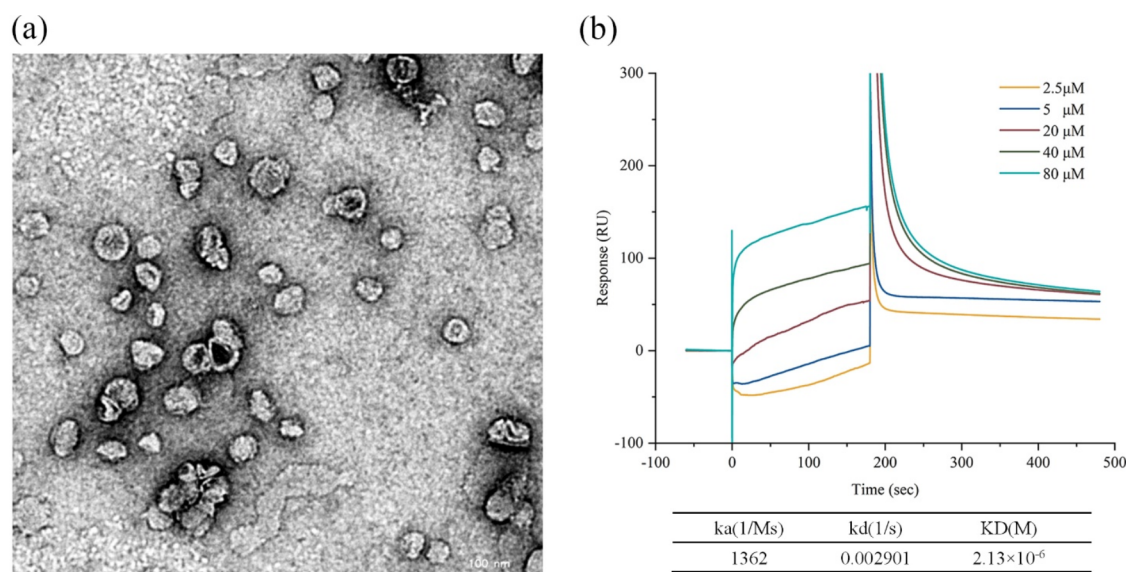 (a)
(b)
100 nm
300
200
100
0
-100
Response (RU)
2.5μM
5 μM
20 μM
40 μM
80 μM
-100 0 100 200 300 400 500
Time (sec)
ka(1/Ms) kd(1/s) KD(M)
1362 0.002901 2.13×10⁻⁶